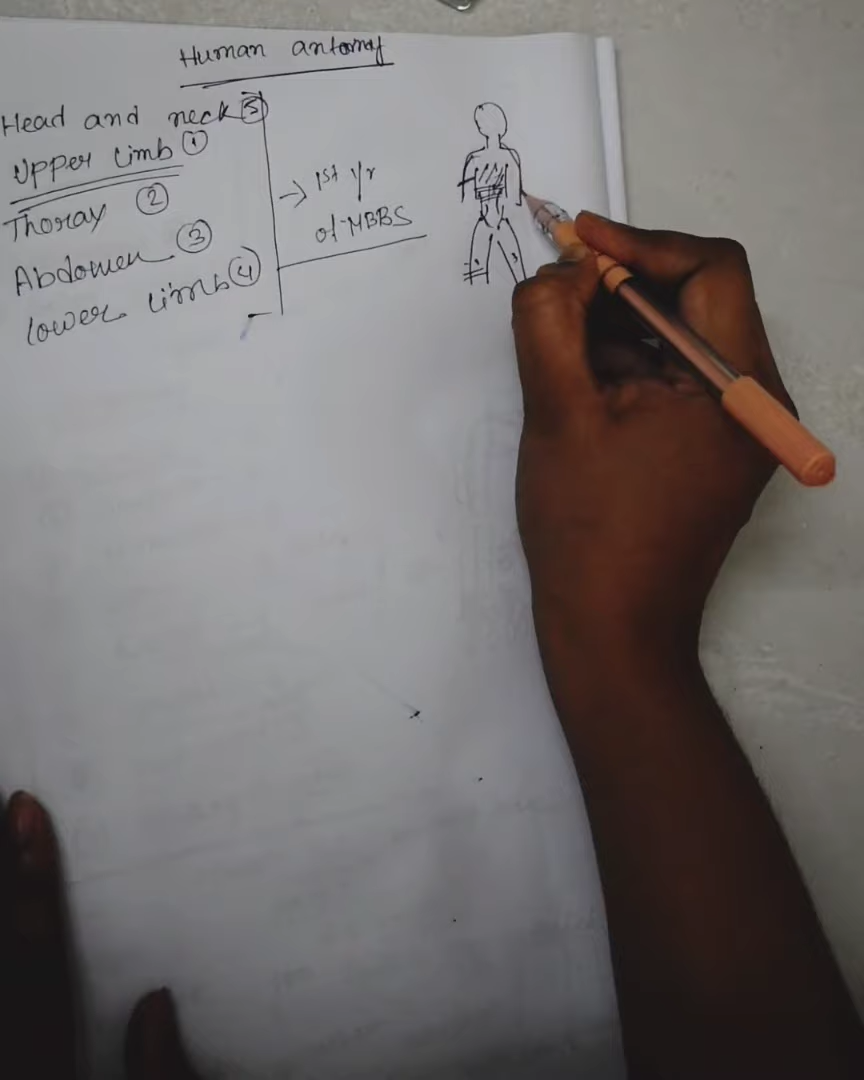 Human antomy
Head and neck ⑤
Upper limb ①
Thorax ②
Abdomen ③
lower limb ④
→ 1st yr
of MBBS